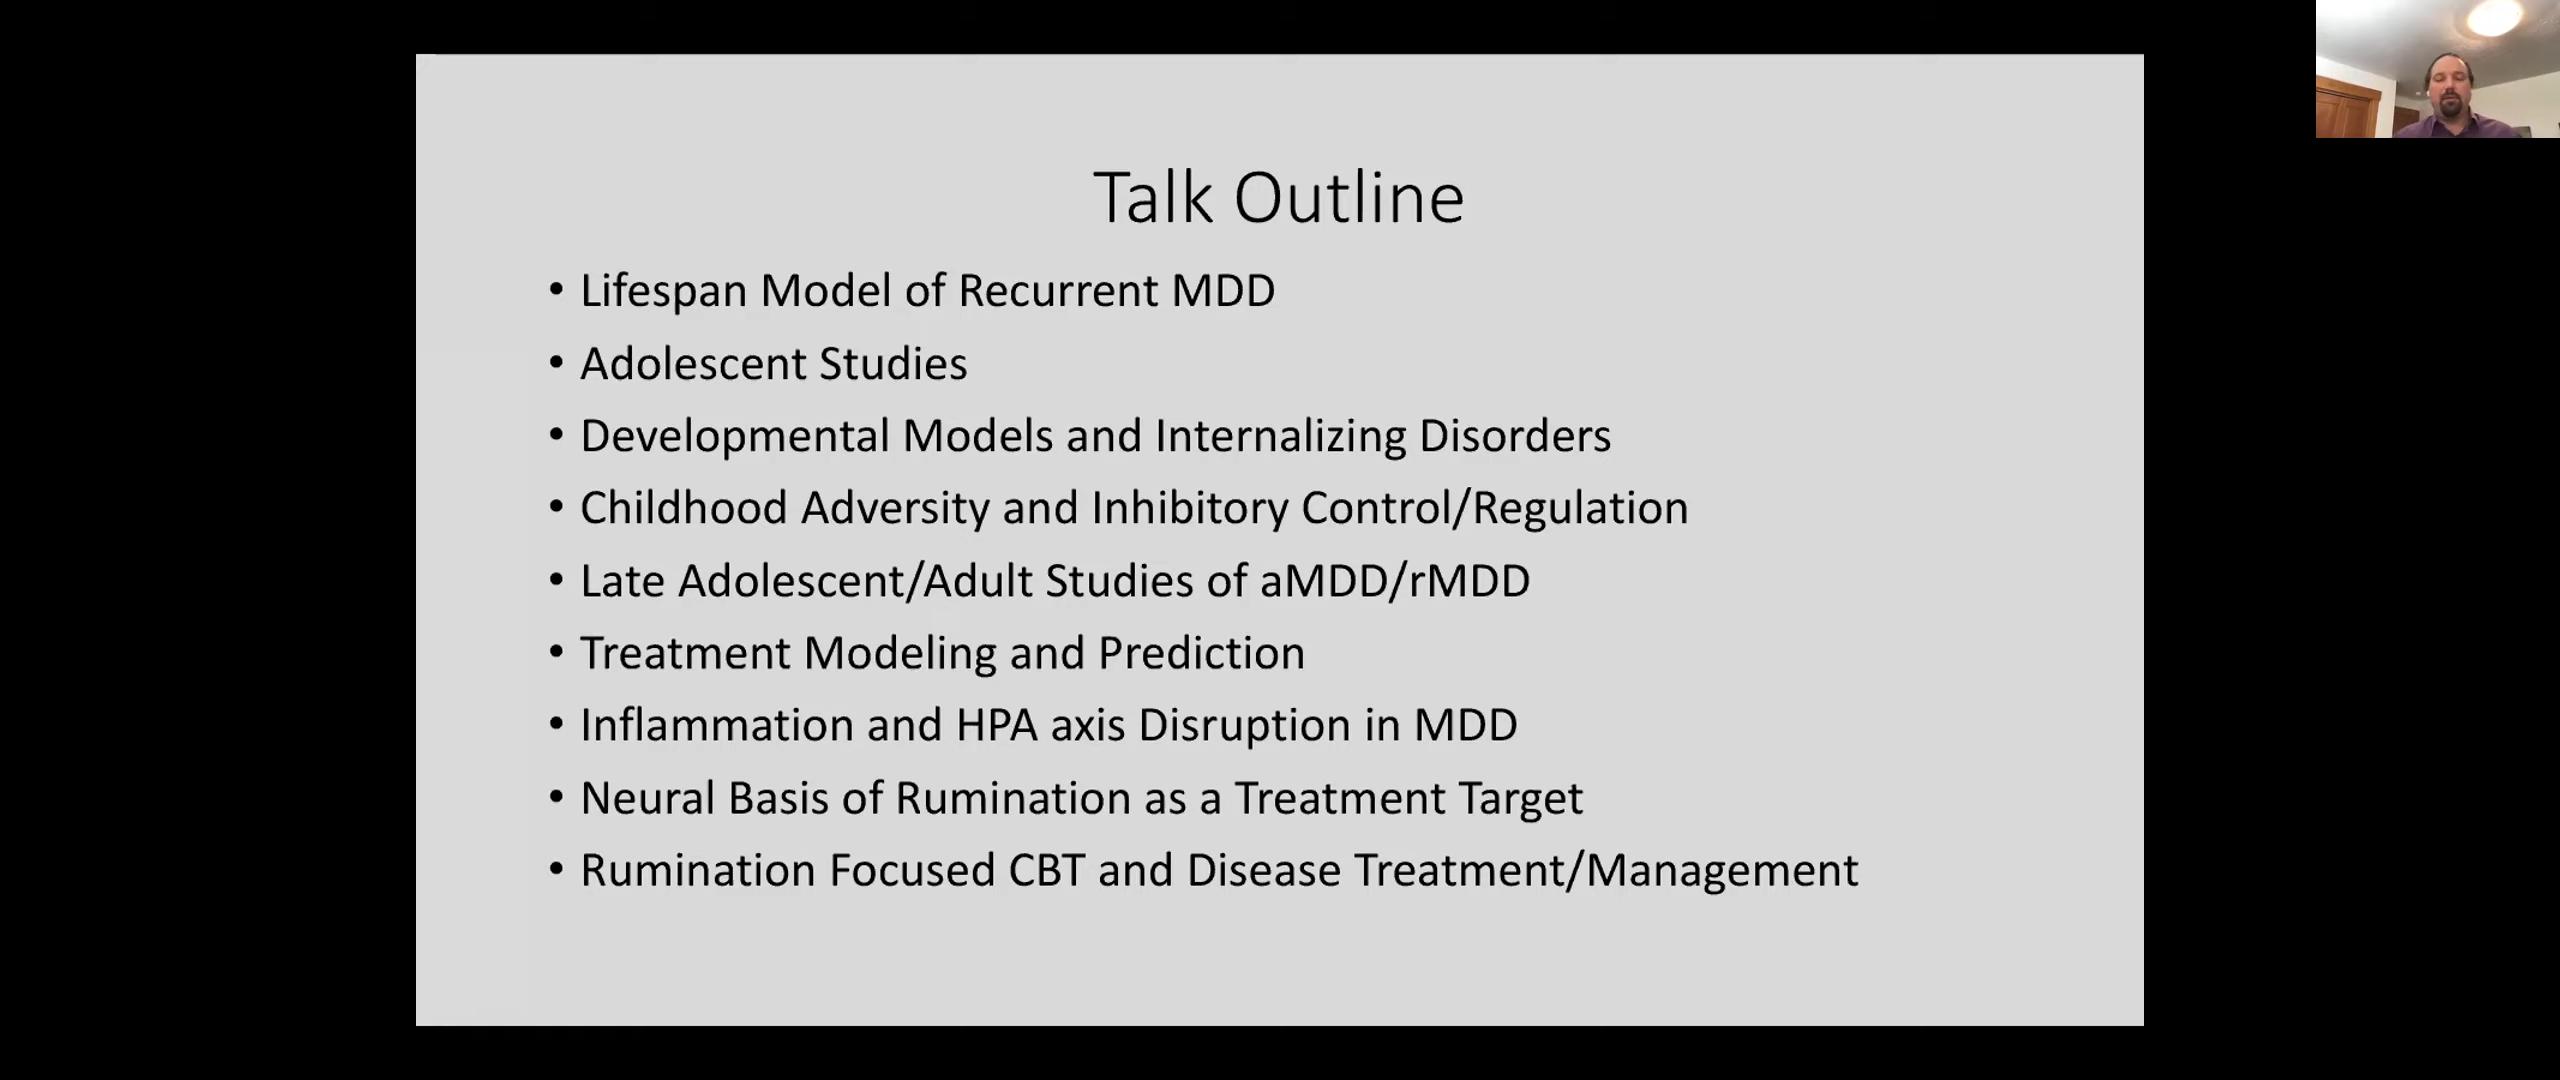 Talk Outline
• Lifespan Model of Recurrent MDD
• Adolescent Studies
• Developmental Models and Internalizing Disorders
• Childhood Adversity and Inhibitory Control/Regulation
• Late Adolescent/Adult Studies of aMDD/rMDD
• Treatment Modeling and Prediction
• Inflammation and HPA axis Disruption in MDD
• Neural Basis of Rumination as a Treatment Target
• Rumination Focused CBT and Disease Treatment/Management